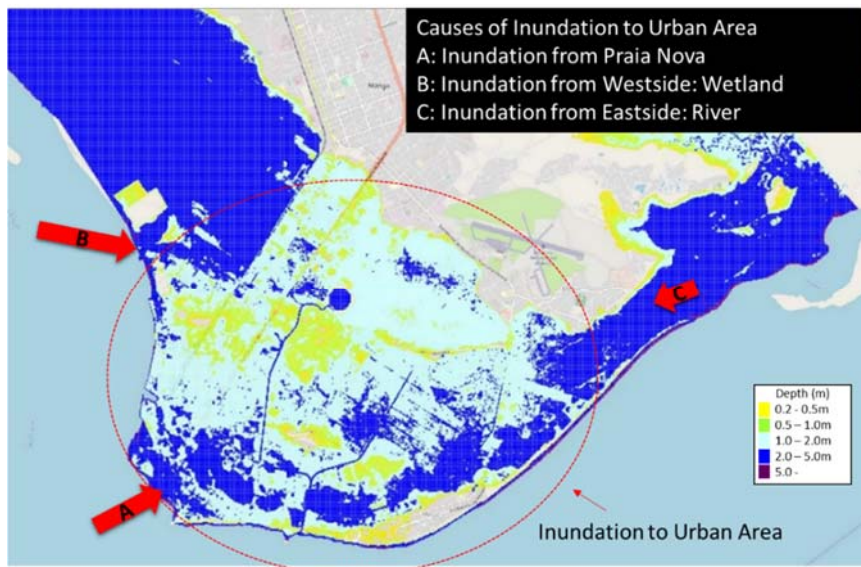 Causes of Inundation to Urban Area
A: Inundation from Praia Nova
B: Inundation from Westside: Wetland
C: Inundation from Eastside: River
Manga
B
C
A
Depth (m)
0.2 - 0.5m
0.5 – 1.0m
1.0 – 2.0m
2.0 – 5.0m
5.0 -
Inundation to Urban Area